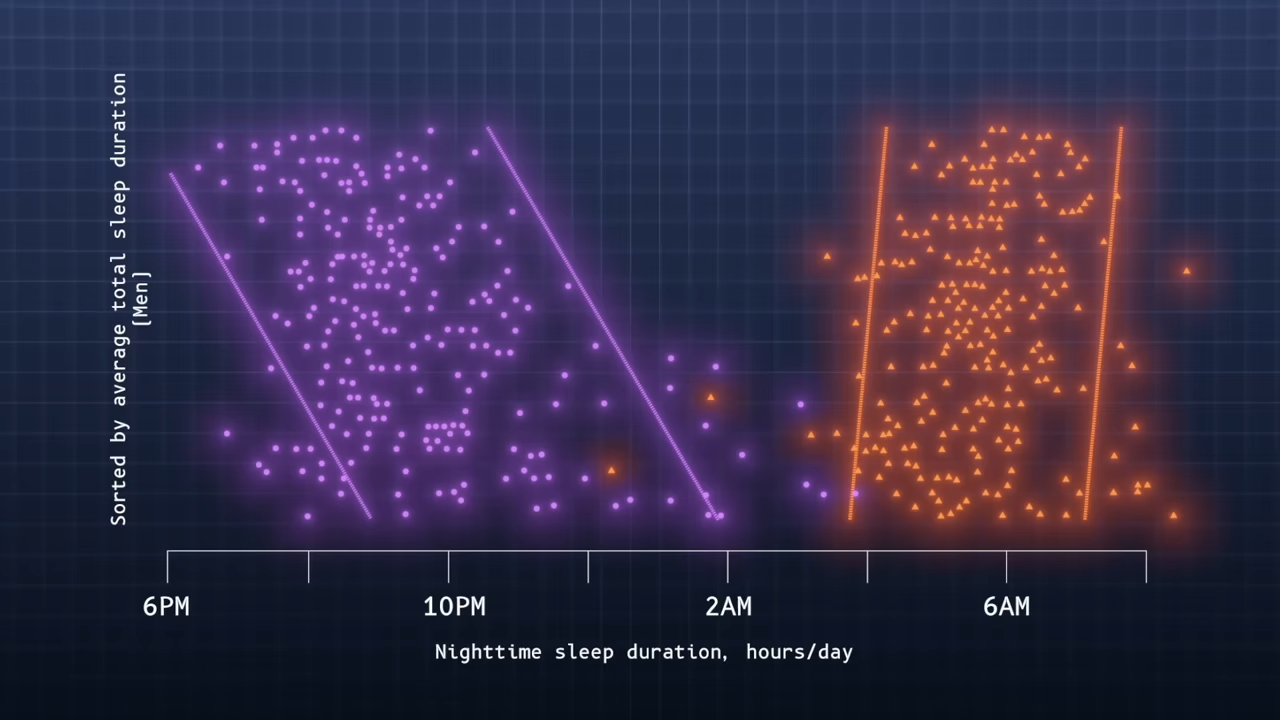 Sorted by average total sleep duration
[Men]
6PM
10PM
2AM
6AM
Nighttime sleep duration, hours/day